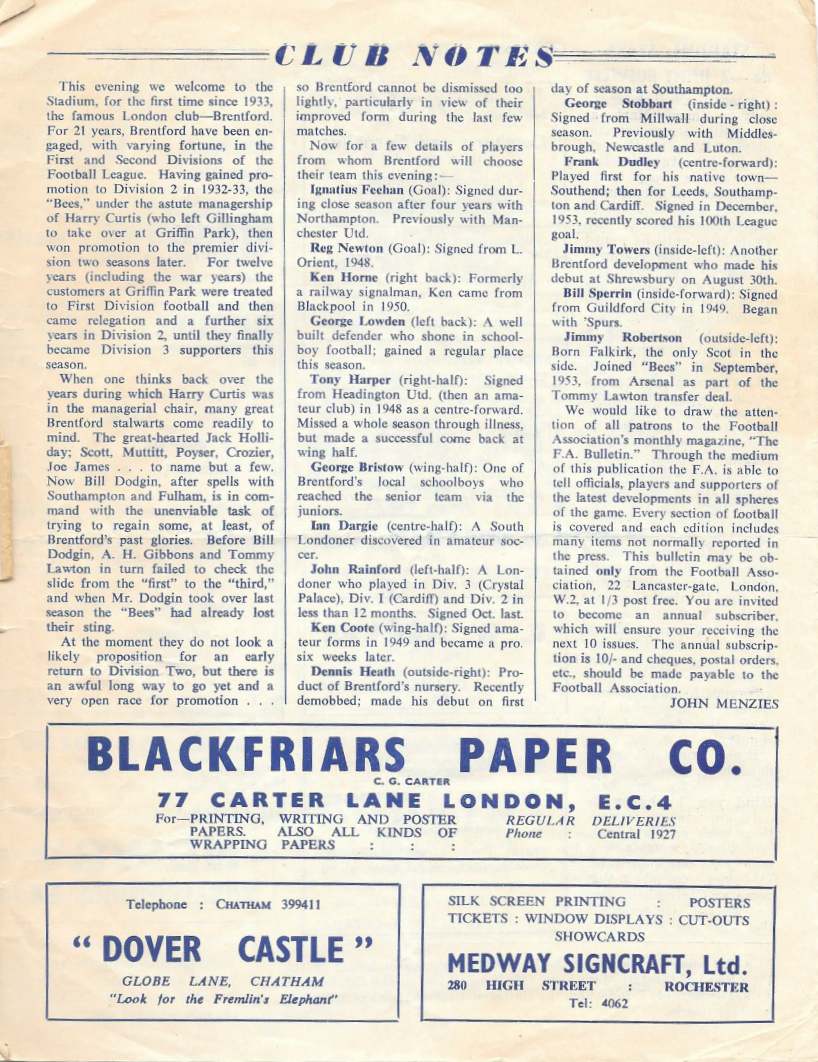 CLUB NOTES
This evening we welcome to the
Stadium, for the first time since 1933,
the famous London club—Brentford.
For 21 years, Brentford have been en-
gaged, with varying fortune, in the
First and Second Divisions of the
Football League. Having gained pro-
motion to Division 2 in 1932-33, the
"Bees," under the astute managership
of Harry Curtis (who left Gillingham
to take over at Griffin Park), then
won promotion to the premier divi-
sion two seasons later. For twelve
years (including the war years) the
customers at Griffin Park were treated
to First Division football and then
came relegation and a further six
years in Division 2, until they finally
became Division 3 supporters this
season.
When one thinks back over the
years during which Harry Curtis was
in the managerial chair, many great
Brentford stalwarts come readily to
mind. The great-hearted Jack Holli-
day; Scott, Muttitt, Poyser, Crozier,
Joe James . . . to name but a few.
Now Bill Dodgin, after spells with
Southampton and Fulham, is in com-
mand with the unenviable task of
trying to regain some, at least, of
Brentford's past glories. Before Bill
Dodgin, A. H. Gibbons and Tommy
Lawton in turn failed to check the
slide from the "first" to the "third,"
and when Mr. Dodgin took over last
season the "Bees" had already lost
their sting.
At the moment they do not look a
likely proposition for an early
return to Division Two, but there is
an awful long way to go yet and a
very open race for promotion . . .
so Brentford cannot be dismissed too
lightly, particularly in view of their
improved form during the last few
matches.
Now for a few details of players
from whom Brentford will choose
their team this evening:—
Ignatius Feehan (Goal): Signed dur-
ing close season after four years with
Northampton. Previously with Man-
chester Utd.
Reg Newton (Goal): Signed from L.
Orient, 1948.
Ken Horne (right back): Formerly
a railway signalman, Ken came from
Blackpool in 1950.
George Lowden (left back): A well
built defender who shone in school-
boy football; gained a regular place
this season.
Tony Harper (right-half): Signed
from Headington Utd. (then an ama-
teur club) in 1948 as a centre-forward.
Missed a whole season through illness,
but made a successful come back at
wing half.
George Bristow (wing-half): One of
Brentford's local schoolboys who
reached the senior team via the
juniors.
Ian Dargie (centre-half): A South
Londoner discovered in amateur soc-
cer.
John Rainford (left-half): A Lon-
doner who played in Div. 3 (Crystal
Palace), Div. 1 (Cardiff) and Div. 2 in
less than 12 months. Signed Oct. last.
Ken Coote (wing-half): Signed ama-
teur forms in 1949 and became a pro.
six weeks later.
Dennis Heath (outside-right): Pro-
duct of Brentford's nursery. Recently
demobbed; made his debut on first
day of season at Southampton.
George Stobbart (inside-right) :
Signed from Millwall during close
season. Previously with Middles-
brough, Newcastle and Luton.
Frank Dudley (centre-forward):
Played first for his native town—
Southend; then for Leeds, Southamp-
ton and Cardiff. Signed in December,
1953, recently scored his 100th League
goal.
Jimmy Towers (inside-left): Another
Brentford development who made his
debut at Shrewsbury on August 30th.
Bill Sperrin (inside-forward): Signed
from Guildford City in 1949. Began
with 'Spurs.
Jimmy Robertson (outside-left):
Born Falkirk, the only Scot in the
side. Joined "Bees" in September,
1953, from Arsenal as part of the
Tommy Lawton transfer deal.
We would like to draw the atten-
tion of all patrons to the Football
Association's monthly magazine, "The
F.A. Bulletin." Through the medium
of this publication the F.A. is able to
tell officials, players and supporters of
the latest developments in all spheres
of the game. Every section of football
is covered and each edition includes
many items not normally reported in
the press. This bulletin may be ob-
tained only from the Football Asso-
ciation, 22 Lancaster-gate, London,
W.2, at 1/3 post free. You are invited
to become an annual subscriber,
which will ensure your receiving the
next 10 issues. The annual subscrip-
tion is 10/- and cheques, postal orders,
etc., should be made payable to the
Football Association.
JOHN MENZIES
BLACKFRIARS PAPER CO.
C. G. CARTER
77 CARTER LANE LONDON, E.C.4
For—PRINTING, WRITING AND POSTER
PAPERS. ALSO ALL KINDS OF
WRAPPING PAPERS : : :
REGULAR DELIVERIES
Phone : Central 1927
Telephone : CHATHAM 399411
"DOVER CASTLE"
GLOBE LANE, CHATHAM
"Look for the Fremlin's Elephant"
SILK SCREEN PRINTING : POSTERS
TICKETS : WINDOW DISPLAYS : CUT-OUTS
SHOWCARDS
MEDWAY SIGNCRAFT, Ltd.
280 HIGH STREET : ROCHESTER
Tel: 4062